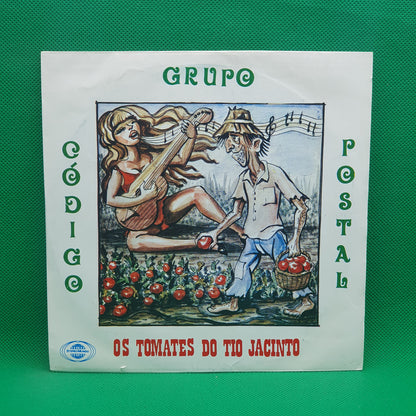 GRUPO
CÓDIGO
POSTAL
OS TOMATES DO TIO JACINTO